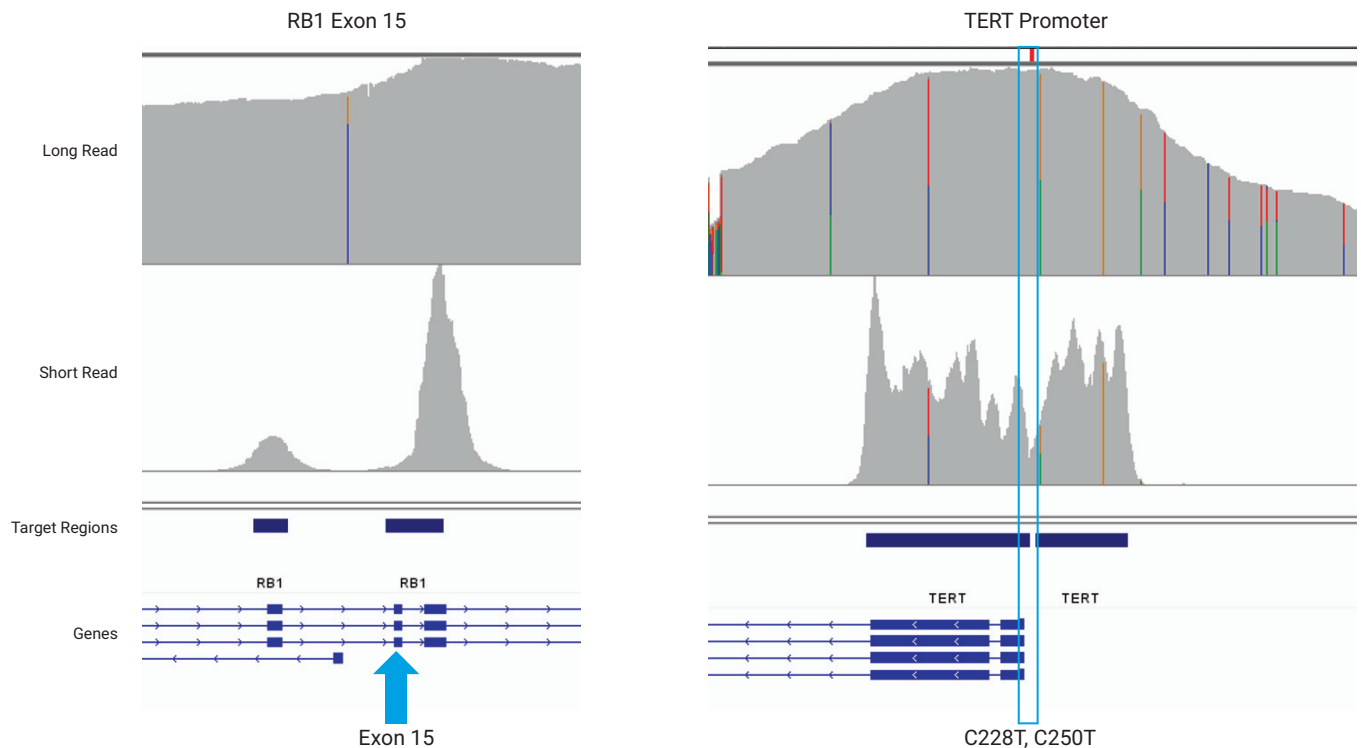 RB1 Exon 15
TERT Promoter
Long Read
Short Read
Target Regions
RB1
RB1
TERT
TERT
Genes
Exon 15
C228T, C250T